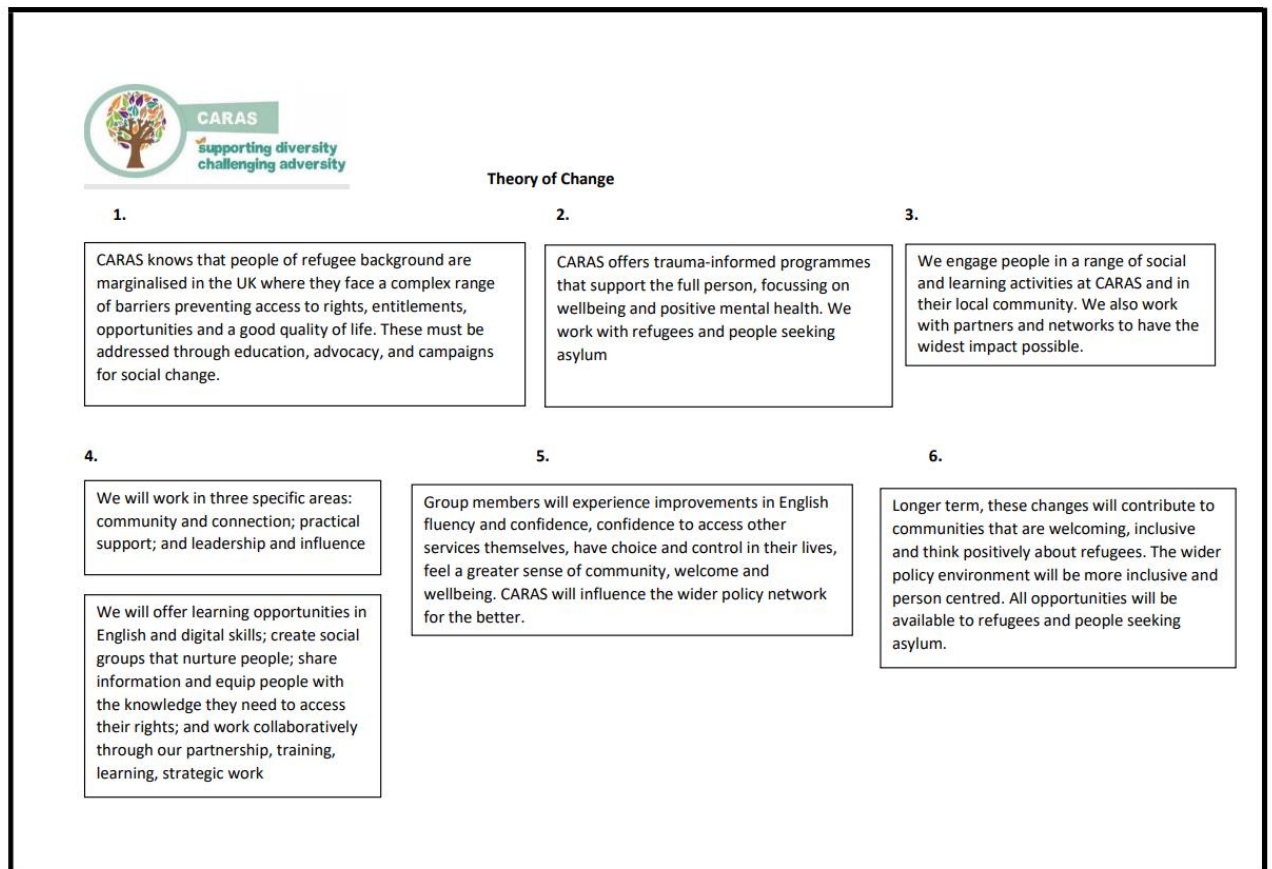 CARAS
supporting diversity
challenging adversity
Theory of Change
1.
CARAS knows that people of refugee background are
marginalised in the UK where they face a complex range
of barriers preventing access to rights, entitlements,
opportunities and a good quality of life. These must be
addressed through education, advocacy, and campaigns
for social change.
2.
CARAS offers trauma-informed programmes
that support the full person, focussing on
wellbeing and positive mental health. We
work with refugees and people seeking
asylum
3.
We engage people in a range of social
and learning activities at CARAS and in
their local community. We also work
with partners and networks to have the
widest impact possible.
4.
We will work in three specific areas:
community and connection; practical
support; and leadership and influence
We will offer learning opportunities in
English and digital skills; create social
groups that nurture people; share
information and equip people with
the knowledge they need to access
their rights; and work collaboratively
through our partnership, training,
learning, strategic work
5.
Group members will experience improvements in English
fluency and confidence, confidence to access other
services themselves, have choice and control in their lives,
feel a greater sense of community, welcome and
wellbeing. CARAS will influence the wider policy network
for the better.
6.
Longer term, these changes will contribute to
communities that are welcoming, inclusive
and think positively about refugees. The wider
policy environment will be more inclusive and
person centred. All opportunities will be
available to refugees and people seeking
asylum.